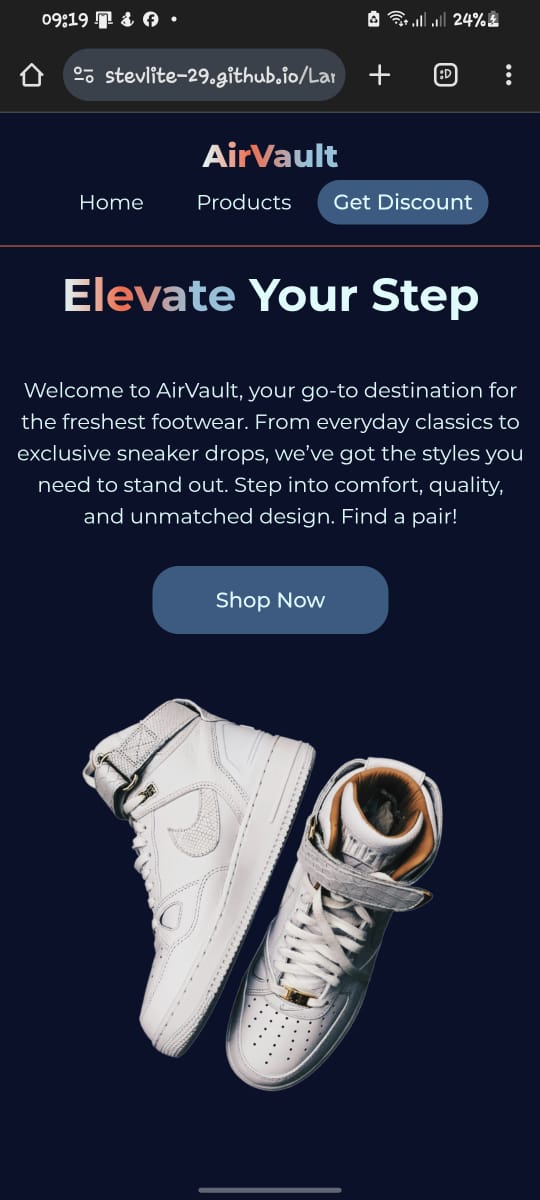 09:19
24%
stevlite-29.github.io/Lar
:D
AirVault
Home Products Get Discount
Elevate Your Step
Welcome to AirVault, your go-to destination for
the freshest footwear. From everyday classics to
exclusive sneaker drops, we’ve got the styles you
need to stand out. Step into comfort, quality,
and unmatched design. Find a pair!
Shop Now